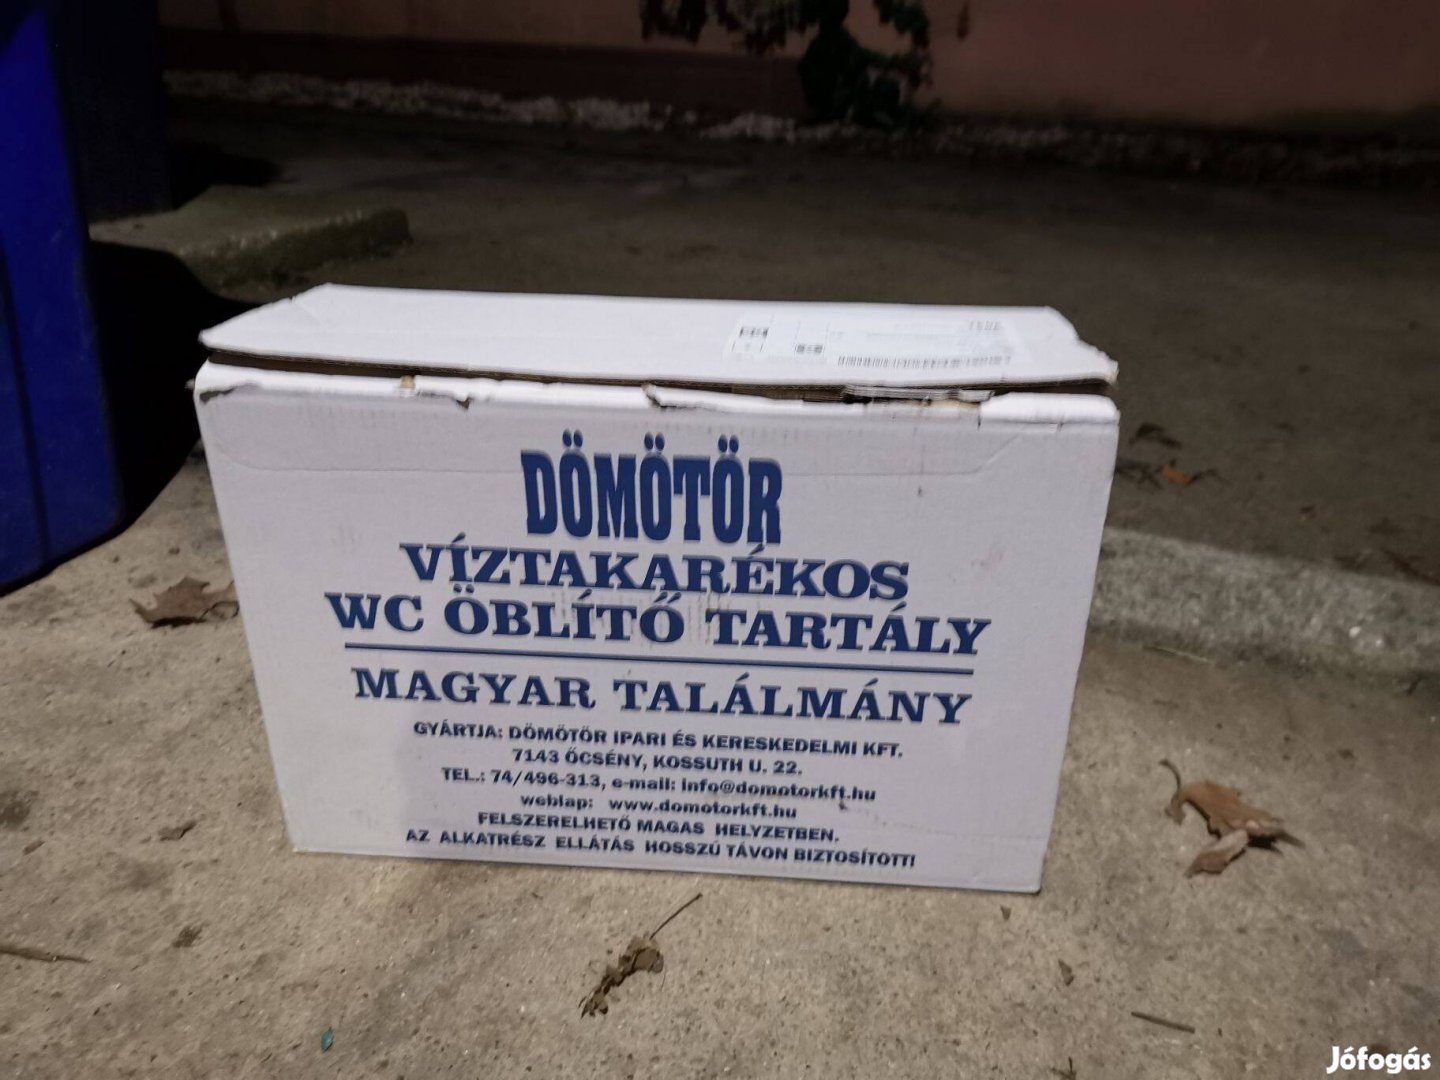 DÖMÖTÖR
VÍZTAKARÉKOS
WC ÖBLÍTŐ TARTÁLY
MAGYAR TALÁLMÁNY
GYÁRTJA: DÖMÖTÖR IPARI ÉS KERESKEDELMI KFT.
7143 ŐCSÉNY, KOSSUTH U. 22.
TEL.: 74/496-313, e-mail: info@domotorkft.hu
weblap: www.domotorkft.hu
FELSZERELHETŐ MAGAS HELYZETBEN.
AZ ALKATRÉSZ ELLÁTÁS HOSSZÚ TÁVON BIZTOSÍTOTT!
Jófogás